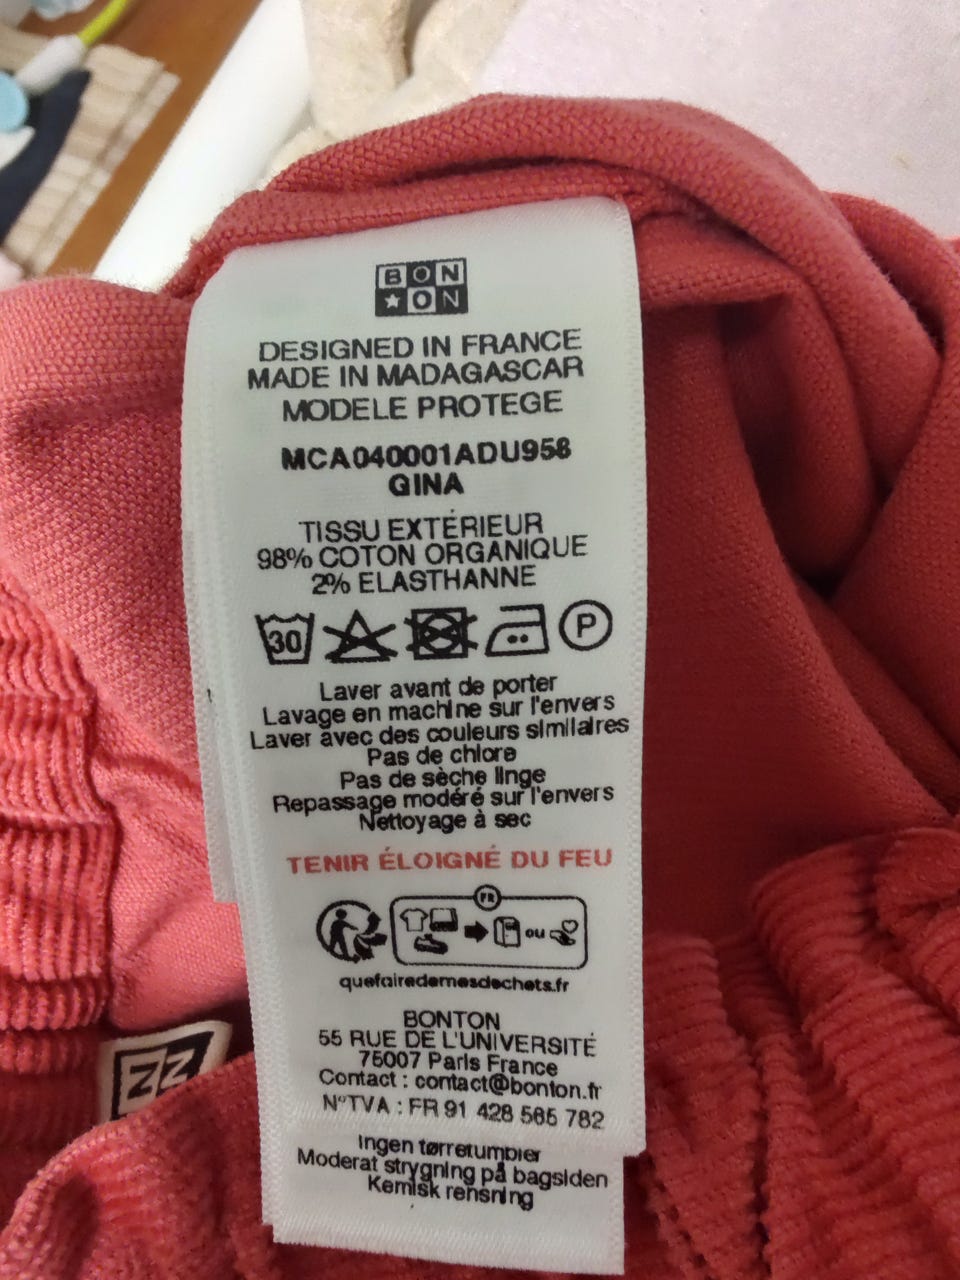 BON
ON
DESIGNED IN FRANCE
MADE IN MADAGASCAR
MODELE PROTEGE
MCA040001ADU958
GINA
TISSU EXTÉRIEUR
98% COTON ORGANIQUE
2% ELASTHANNE
30
P
Laver avant de porter
Lavage en machine sur l'envers
Laver avec des couleurs similaires
Pas de chlore
Pas de sèche linge
Repassage modéré sur l'envers
Nettoyage à sec
TENIR ÉLOIGNÉ DU FEU
FR
ou
quefairedemesdechets.fr
BONTON
55 RUE DE L'UNIVERSITÉ
75007 Paris France
Contact : contact@bonton.fr
N°TVA : FR 91 428 565 782
Ingen tørretumbler
Moderat strygning på bagsiden
Kemisk rensning